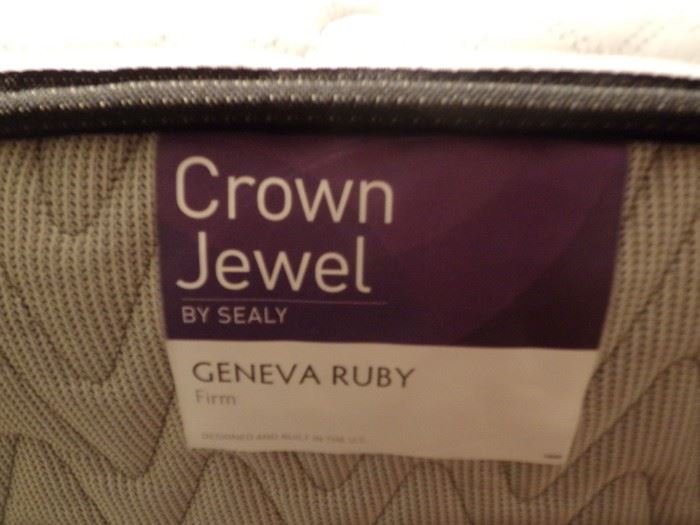 Crown
Jewel
BY SEALY
GENEVA RUBY
Firm
DESIGNED AND BUILT IN THE U.S.